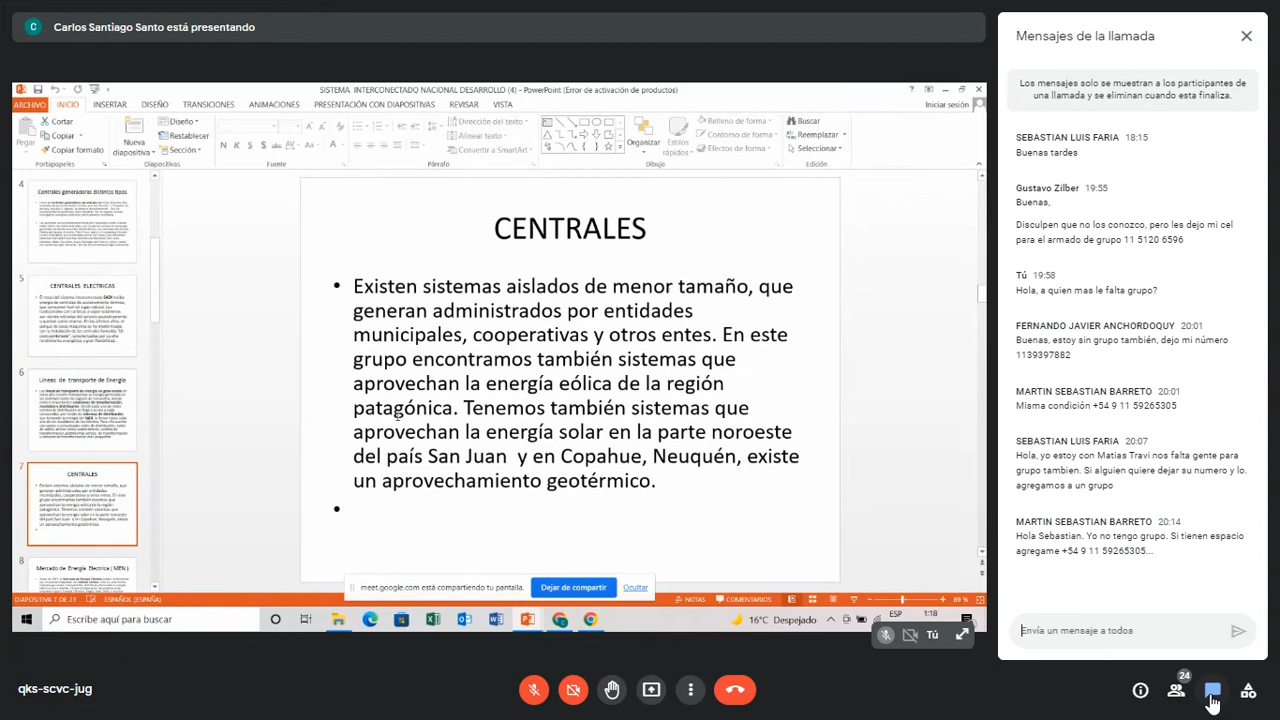 C Carlos Santiago Santo está presentando
SISTEMA INTERCONECTADO NACIONAL DESARROLLO (4) - PowerPoint (Error de activación de productos)
ARCHIVO INICIO INSERTAR DISEÑO TRANSICIONES ANIMACIONES PRESENTACIÓN CON DIAPOSITIVAS REVISAR VISTA Iniciar sesión
Pegar
Cortar
Copiar
Copiar formato
Portapapeles
Nueva
diapositiva
Diseño
Restablecer
Sección
Diapositivas
N K S
Fuente
Dirección del texto
Alinear texto
Convertir a SmartArt
Párrafo
Organizar
Estilos
rápidos
Relleno de forma
Contorno de forma
Efectos de forma
Dibujo
Buscar
Reemplazar
Seleccionar
Edición
4
Centrales generadoras distintos tipos
5
CENTRALES ELECTRICAS
6
Líneas de transporte de Energía
7
CENTRALES
8
Mercado de Energía Electrica (MEN)
CENTRALES
• Existen sistemas aislados de menor tamaño, que
generan administrados por entidades
municipales, cooperativas y otros entes. En este
grupo encontramos también sistemas que
aprovechan la energía eólica de la región
patagónica. Tenemos también sistemas que
aprovechan la energía solar en la parte noroeste
del país San Juan y en Copahue, Neuquén, existe
un aprovechamiento geotérmico.
•
meet.google.com está compartiendo tu pantalla. Dejar de compartir Ocultar
DIAPOSITIVA 7 DE 21 ESPAÑOL (ESPAÑA) NOTAS COMENTARIOS 89 %
Escribe aquí para buscar 16°C Despejado ESP 1:18
Tú
qks-scvc-jug
24
Mensajes de la llamada
Los mensajes solo se muestran a los participantes de
una llamada y se eliminan cuando esta finaliza.
SEBASTIAN LUIS FARIA 18:15
Buenas tardes
Gustavo Zilber 19:55
Buenas,
Disculpen que no los conozco, pero les dejo mi cel
para el armado de grupo 11 5120 6596
Tú 19:58
Hola, a quien mas le falta grupo?
FERNANDO JAVIER ANCHORDOQUY 20:01
Buenas, estoy sin grupo también, dejo mi número
1139397882
MARTIN SEBASTIAN BARRETO 20:01
Misma condición +54 9 11 59265305
SEBASTIAN LUIS FARIA 20:07
Hola, yo estoy con Matias Travi nos falta gente para
grupo tambien. Si alguien quiere dejar su numero y lo.
agregamos a un grupo
MARTIN SEBASTIAN BARRETO 20:14
Hola Sebastian. Yo no tengo grupo. Si tienen espacio
agregame +54 9 11 59265305...
Envía un mensaje a todos